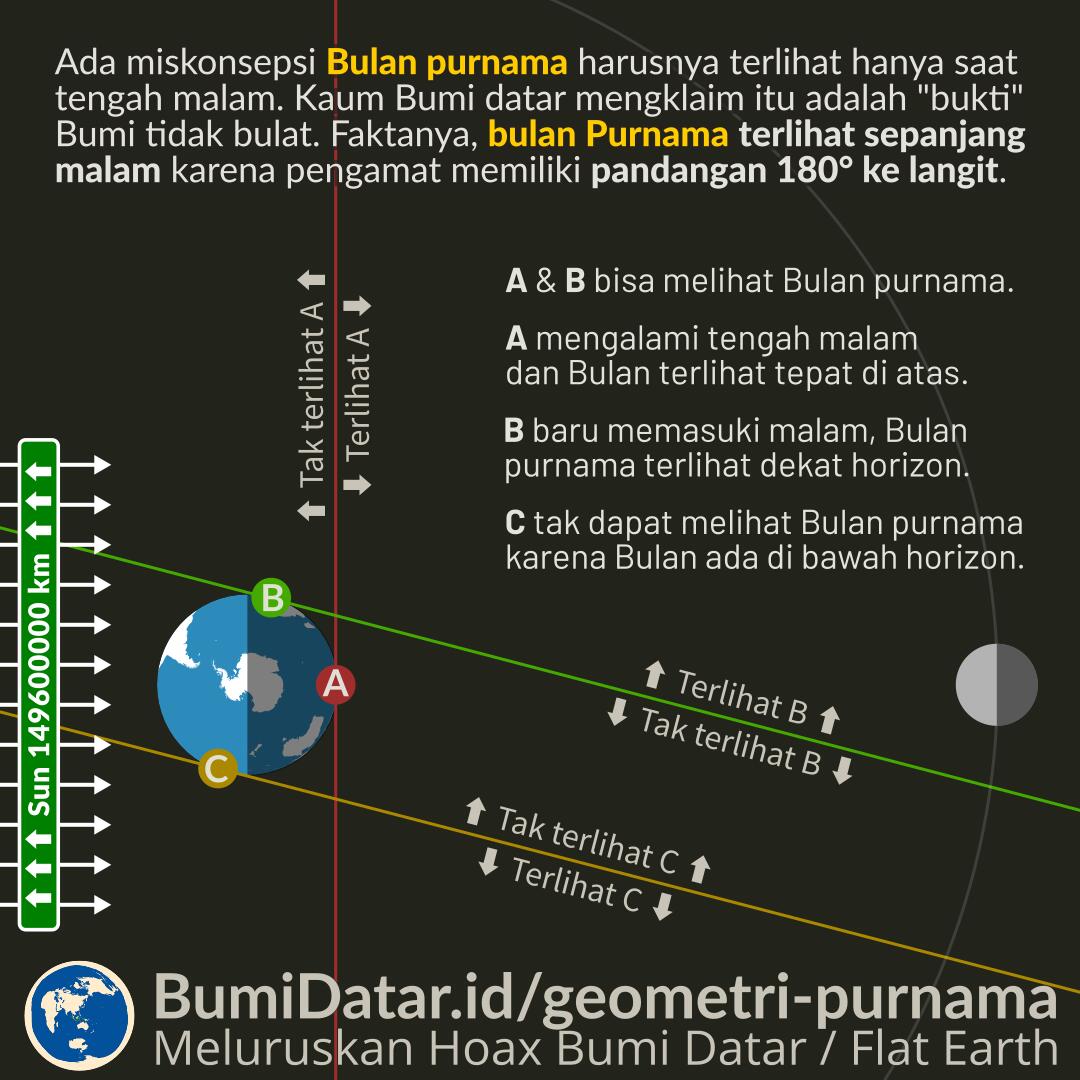 Ada miskonsepsi Bulan purnama harusnya terlihat hanya saat
tengah malam. Kaum Bumi datar mengklaim itu adalah "bukti"
Bumi tidak bulat. Faktanya, bulan Purnama terlihat sepanjang
malam karena pengamat memiliki pandangan 180° ke langit.
Tak terlihat A
Terlihat A
A & B bisa melihat Bulan purnama.
A mengalami tengah malam
dan Bulan terlihat tepat di atas.
B baru memasuki malam, Bulan
purnama terlihat dekat horizon.
C tak dapat melihat Bulan purnama
karena Bulan ada di bawah horizon.
Sun 149600000 km
B
A
C
Terlihat B
Tak terlihat B
Tak terlihat C
Terlihat C
BumiDatar.id/geometri-purnama
Meluruskan Hoax Bumi Datar / Flat Earth